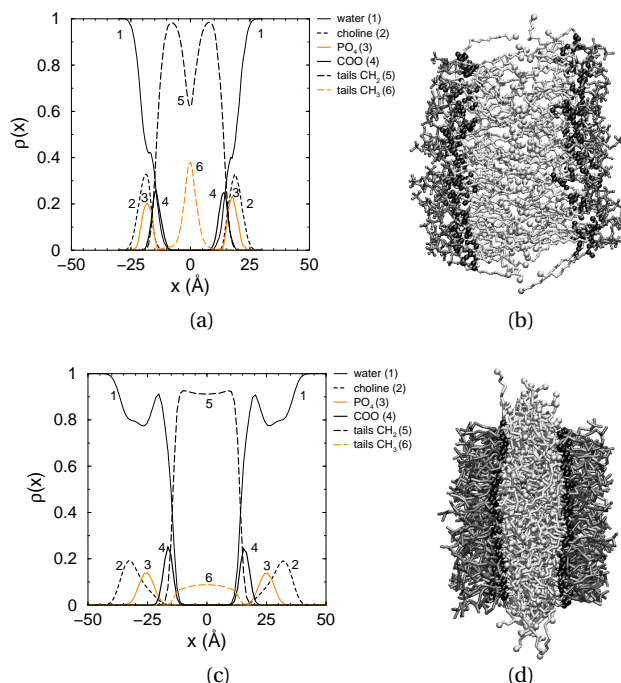 (a)
water (1)
choline (2)
PO₄ (3)
COO (4)
tails CH₂ (5)
tails CH₃ (6)
ρ(x)
1
0.8
0.6
0.4
0.2
0
1
1
5
6
2
3
4
4
3
2
−50
−25
0
25
50
x (Å)
(a)
(b)
water (1)
choline (2)
PO₄ (3)
COO (4)
tails CH₂ (5)
tails CH₃ (6)
ρ(x)
1
0.8
0.6
0.4
0.2
0
1
1
5
2
3
4
6
4
3
2
−50
−25
0
25
50
x (Å)
(c)
(d)